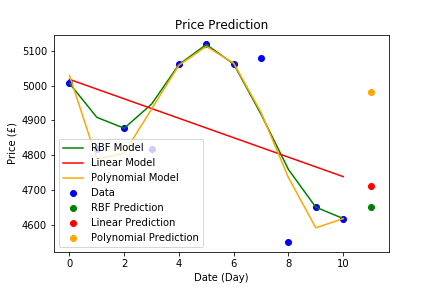 Price Prediction
Price (£)
5100
5000
4900
4800
4700
4600
RBF Model
Linear Model
Polynomial Model
Data
RBF Prediction
Linear Prediction
Polynomial Prediction
0 2 4 6 8 10
Date (Day)